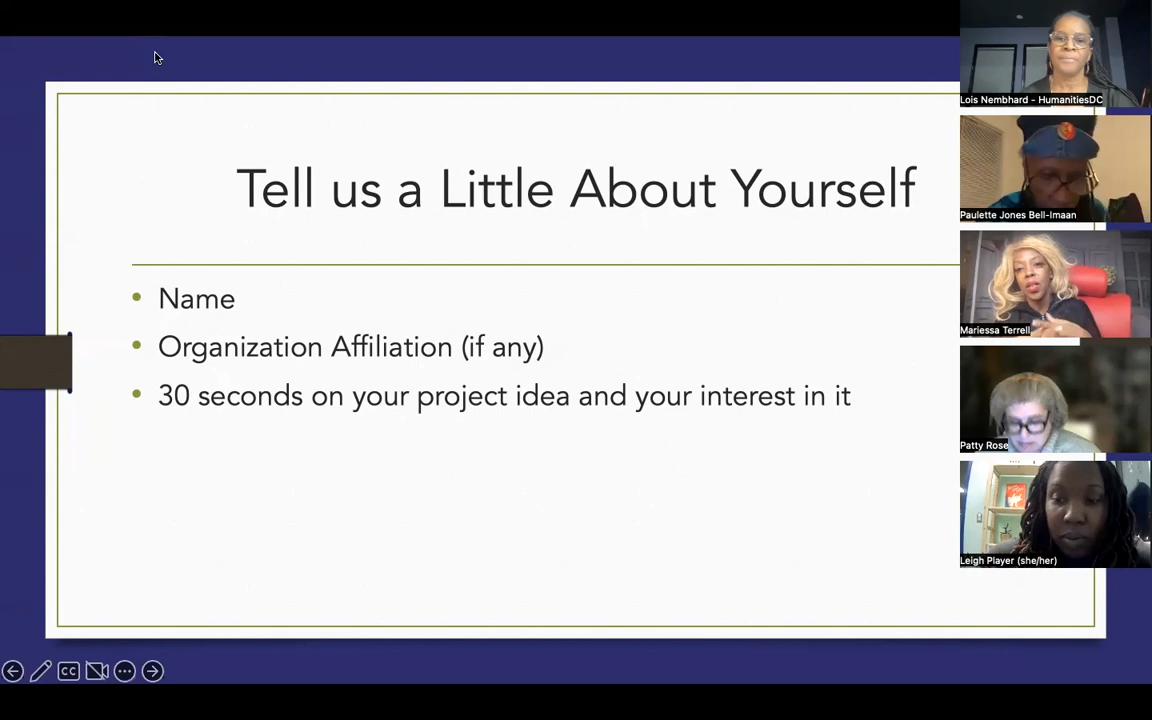 Tell us a Little About Yourself
Name
Organization Affiliation (if any)
30 seconds on your project idea and your interest in it
Lois Nembhard - HumanitiesDC
Paulette Jones Bell-Imaan
Mariessa Terrell
Patty Rose
Leigh Player (she/her)
CC